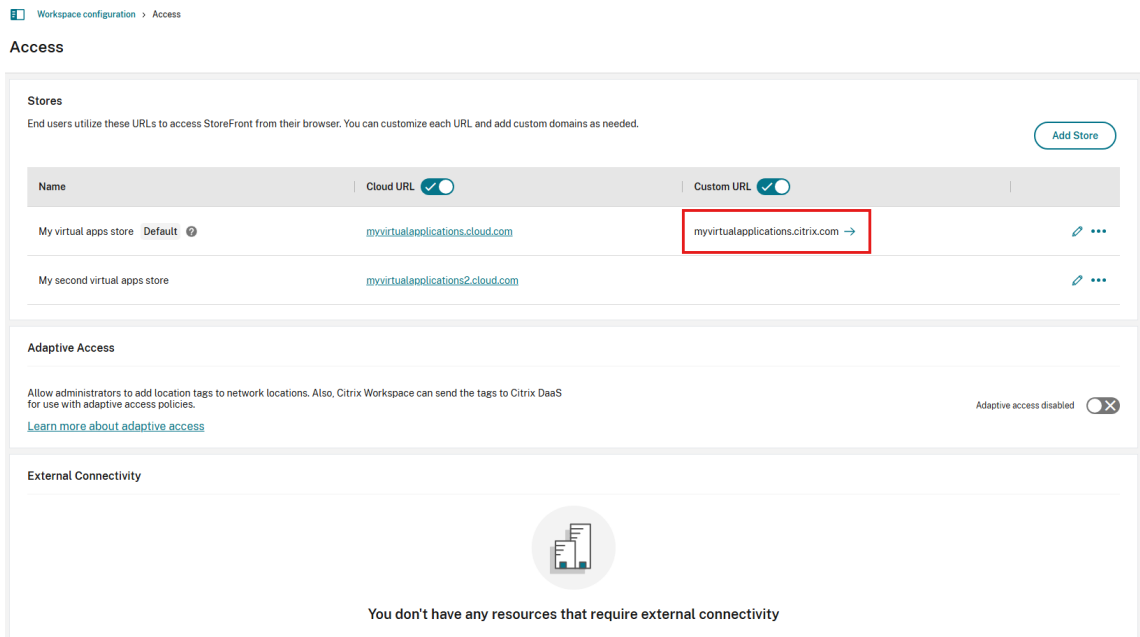 Workspace configuration > Access
Access
Stores
End users utilize these URLs to access StoreFront from their browser. You can customize each URL and add custom domains as needed.
Add Store
Name Cloud URL Custom URL
My virtual apps store Default ? myvirtualapplications.cloud.com myvirtualapplications.citrix.com →
My second virtual apps store myvirtualapplications2.cloud.com
Adaptive Access
Allow administrators to add location tags to network locations. Also, Citrix Workspace can send the tags to Citrix DaaS
for use with adaptive access policies.
Adaptive access disabled
Learn more about adaptive access
External Connectivity
You don't have any resources that require external connectivity